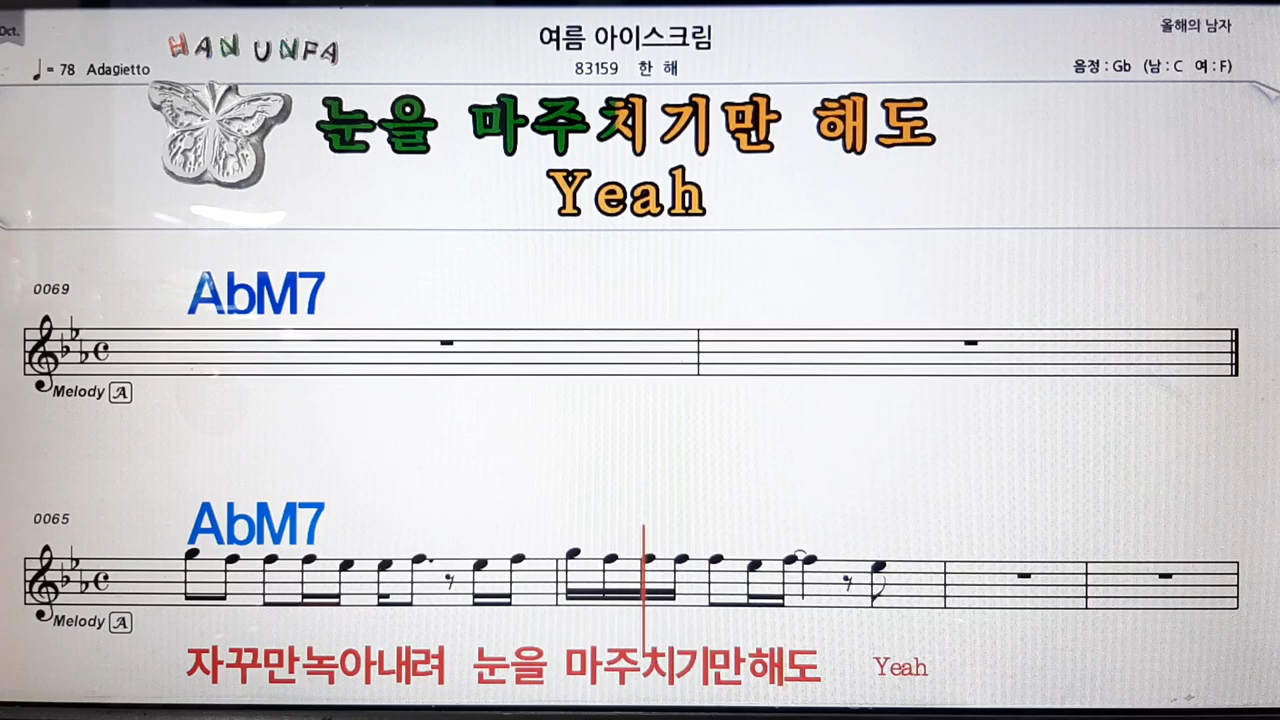 Oct.
HAN UNFA
여름 아이스크림
올해의 남자
♩= 78 Adagietto
83159 한 해
음정 : Gb (남 : C 여 : F)
눈을 마주치기만 해도
Yeah
0069
AbM7
Melody A
0065
AbM7
Melody A
자꾸만녹아내려 눈을 마주치기만해도 Yeah